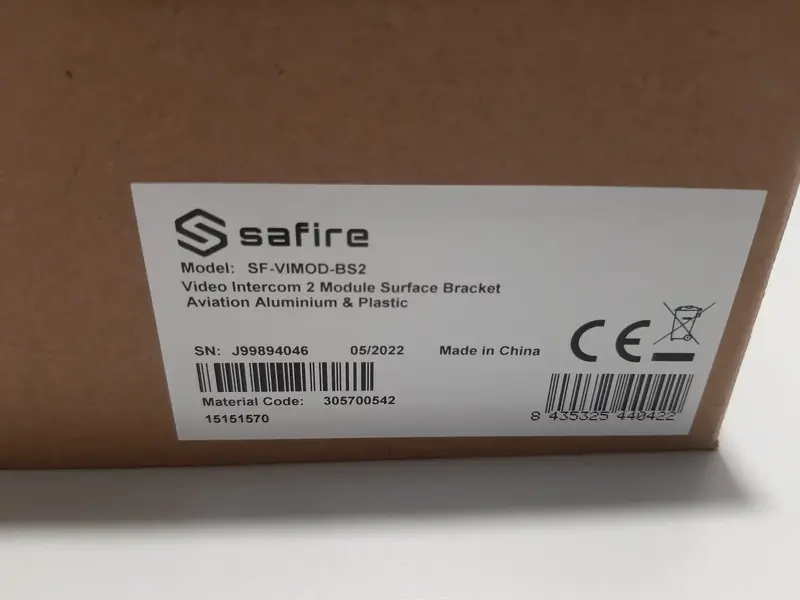 safire
Model: SF-VIMOD-BS2
Video Intercom 2 Module Surface Bracket
Aviation Aluminium & Plastic
SN: J99894046 05/2022 Made in China CE
Material Code: 305700542
15151570
8 435325 440422